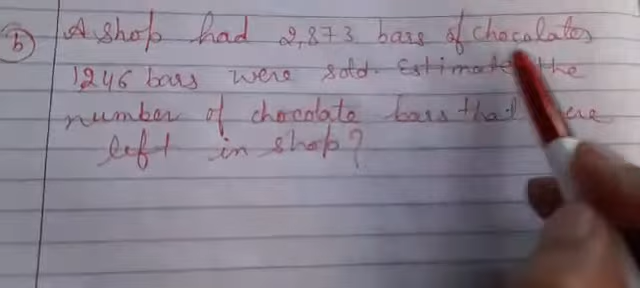 b) A shop had 2,873 bars of chocolates
1246 bars were sold. Estimate the
number of chocolate bars that
left in shop?